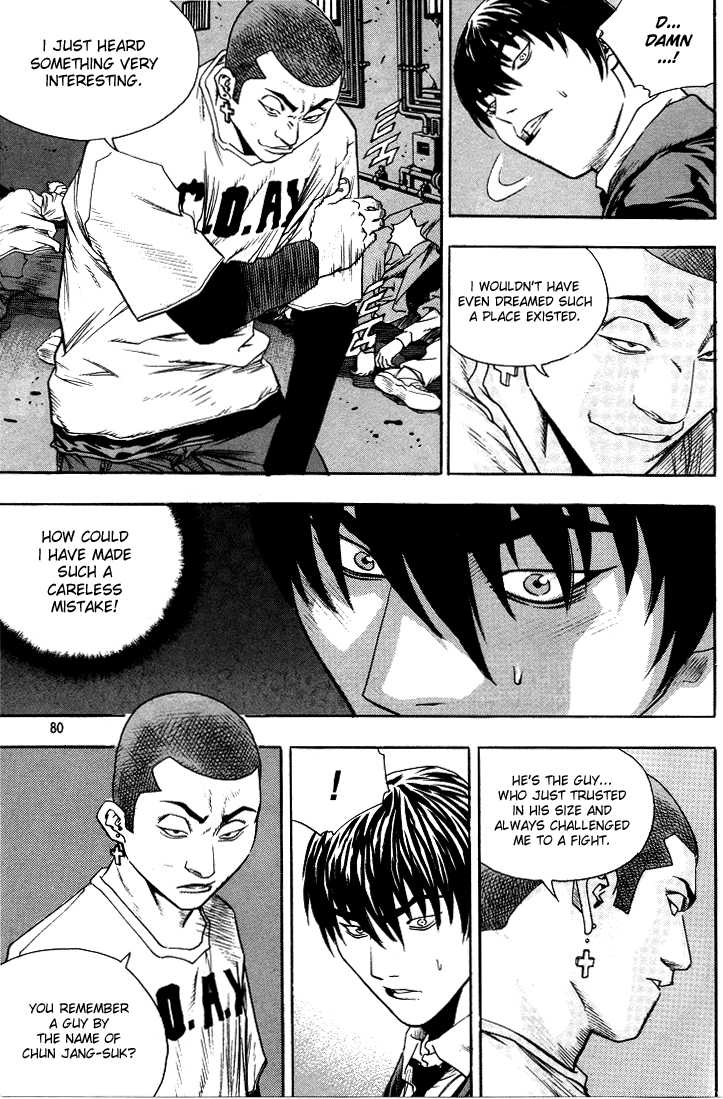 I JUST HEARD
SOMETHING VERY
INTERESTING.
D...
DAMN
...!
C.O.A.X
I WOULDN'T HAVE
EVEN DREAMED SUCH
A PLACE EXISTED.
HOW COULD
I HAVE MADE
SUCH A
CARELESS
MISTAKE!
80
YOU REMEMBER
A GUY BY
THE NAME OF
CHUN JANG-SUK?
O.A.X
!
HE'S THE GUY...
WHO JUST TRUSTED
IN HIS SIZE AND
ALWAYS CHALLENGED
ME TO A FIGHT.